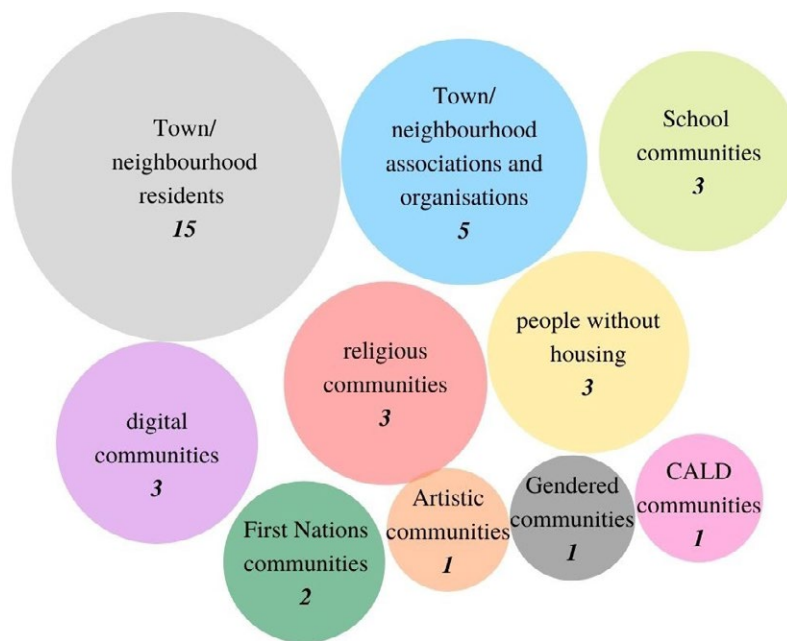 Town/
neighbourhood
residents
15
Town/
neighbourhood
associations and
organisations
5
School
communities
3
religious
communities
3
people without
housing
3
digital
communities
3
First Nations
communities
2
Artistic
communities
1
Gendered
communities
1
CALD
communities
1